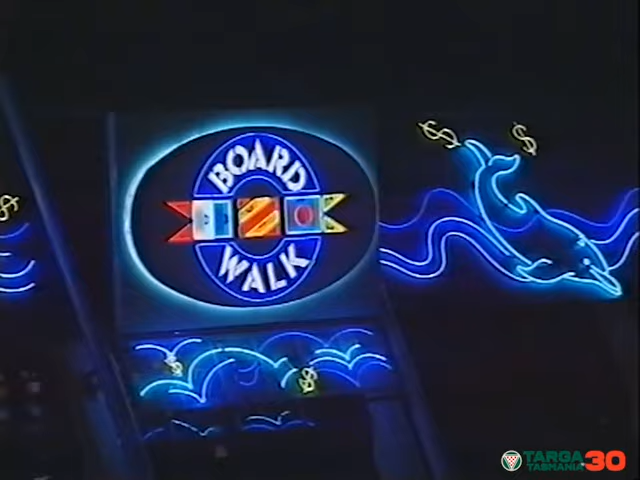 $ $
$
BOARD
WALK
$ $
TARGA
TASMANIA 30